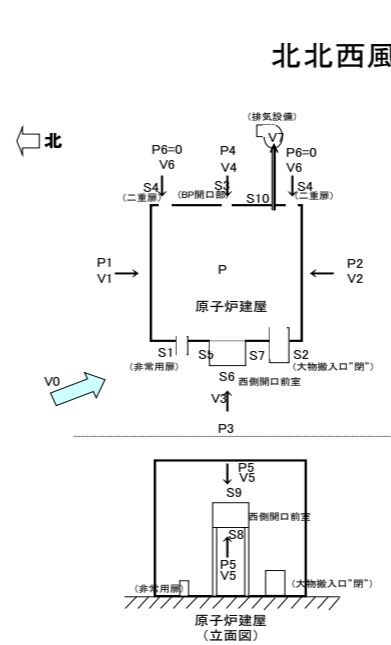 北北西風
北
(排気設備)
V7
P6=0
V6
P4
V4
P6=0
V6
S4
(二重扉)
(BP開口部)
S3
S10
S4
(二重扉)
P1
V1
P
P2
V2
原子炉建屋
S1
(非常用扉)
S5
S7
S2
(大物搬入口"閉")
S6
西側開口前室
V0
V3
P3
P5
V5
S9
西側開口前室
S8
P5
V5
(非常用扉)
(大物搬入口"閉")
原子炉建屋
(立面図)